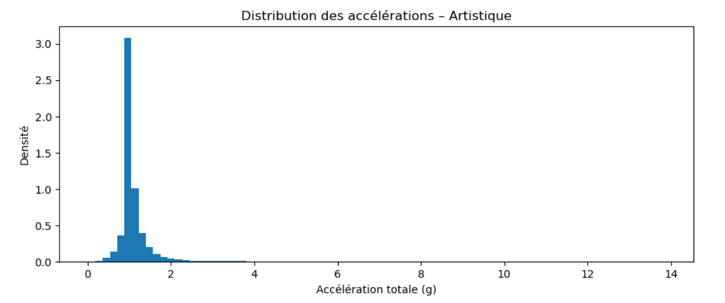 Distribution des accélérations – Artistique
Densité
3.0
2.5
2.0
1.5
1.0
0.5
0.0
0 2 4 6 8 10 12 14
Accélération totale (g)